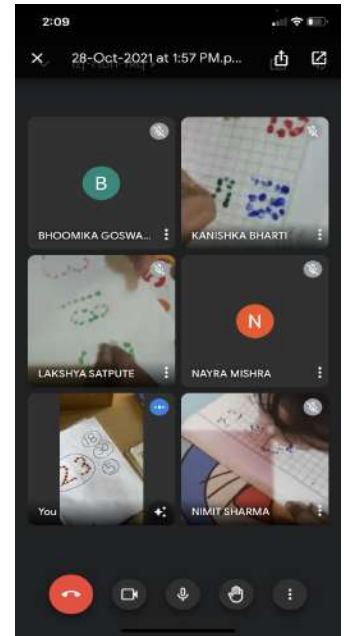 2:09
28-Oct-2021 at 1:57 PM.p...
B
BHOOMIKA GOSWA...
KANISHKA BHARTI
LAKSHYA SATPUTE
N
NAYRA MISHRA
23
You
NIMIT SHARMA